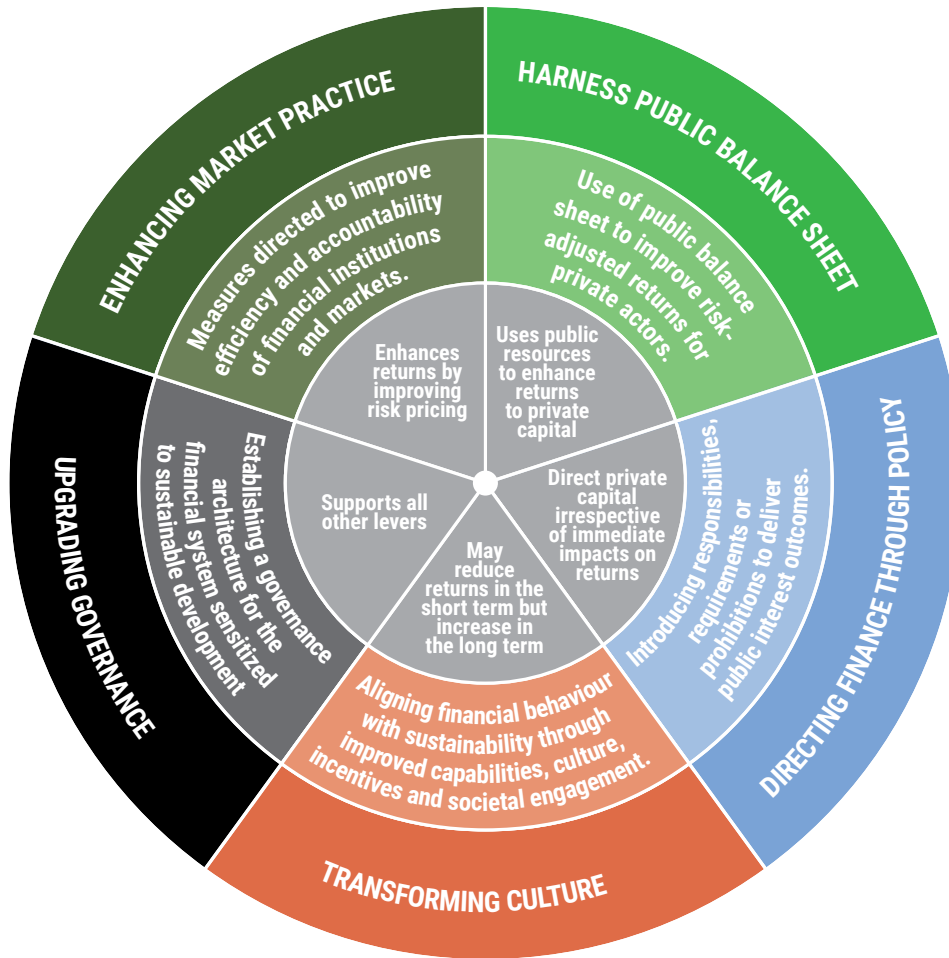 ENHANCING MARKET PRACTICE
Measures directed to improve
efficiency and accountability
of financial institutions
and markets.
Enhances
returns by
improving
risk pricing
HARNESS PUBLIC BALANCE SHEET
Use of public balance
sheet to improve risk-
adjusted returns for
private actors.
Uses public
resources
to enhance
returns
to private
capital
DIRECTING FINANCE THROUGH POLICY
Introducing responsibilities,
requirements or
prohibitions to deliver
public interest outcomes.
Direct private
capital
irrespective
of immediate
impacts on
returns
TRANSFORMING CULTURE
Aligning financial behaviour
with sustainability through
improved capabilities, culture,
incentives and societal engagement.
May
reduce
returns in the
short term but
increase in
the long term
UPGRADING GOVERNANCE
Establishing a governance
architecture for the
financial system sensitized
to sustainable development
Supports all
other levers